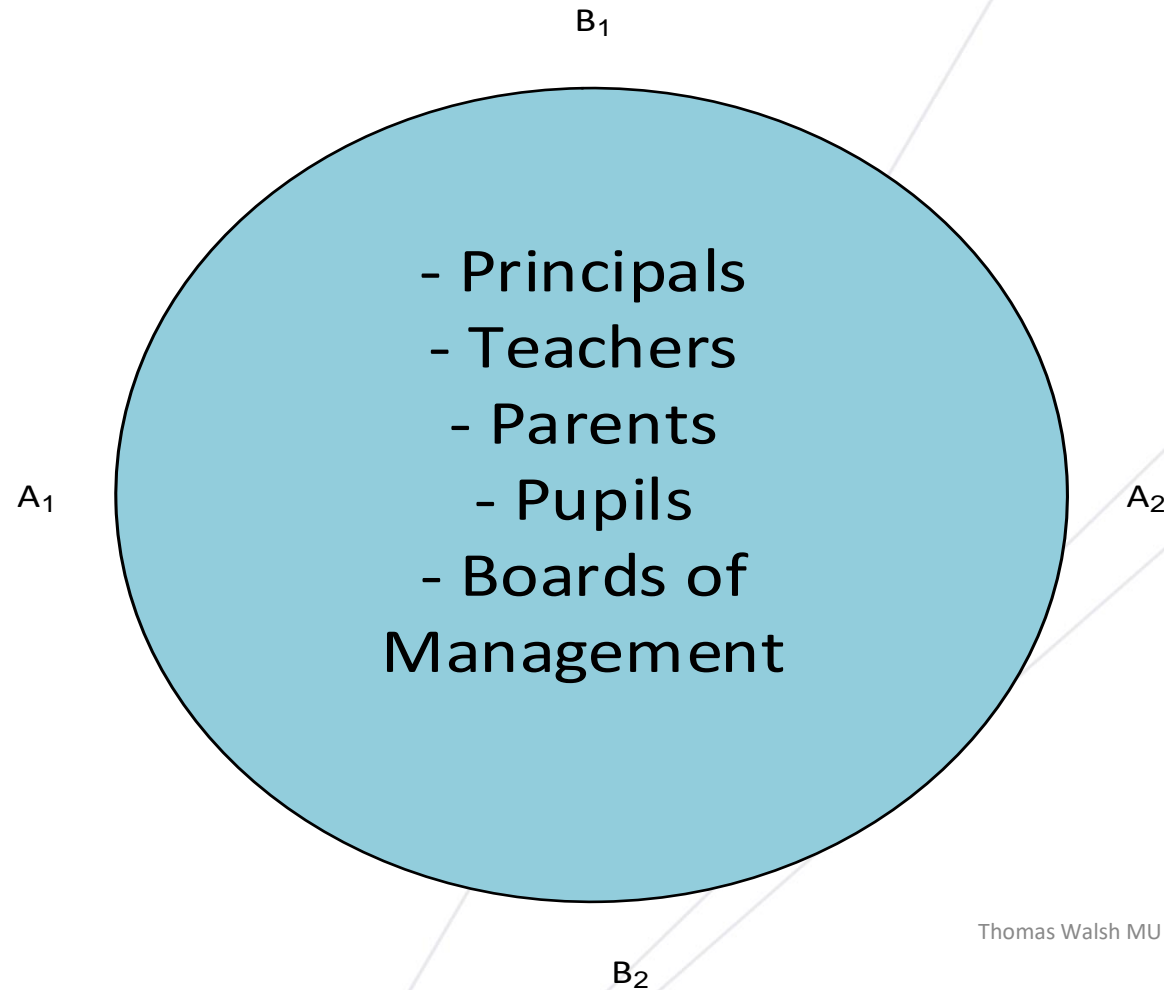 B₁
- Principals
- Teachers
- Parents
A₁
- Pupils
A₂
- Boards of
Management
Thomas Walsh MU
B₂